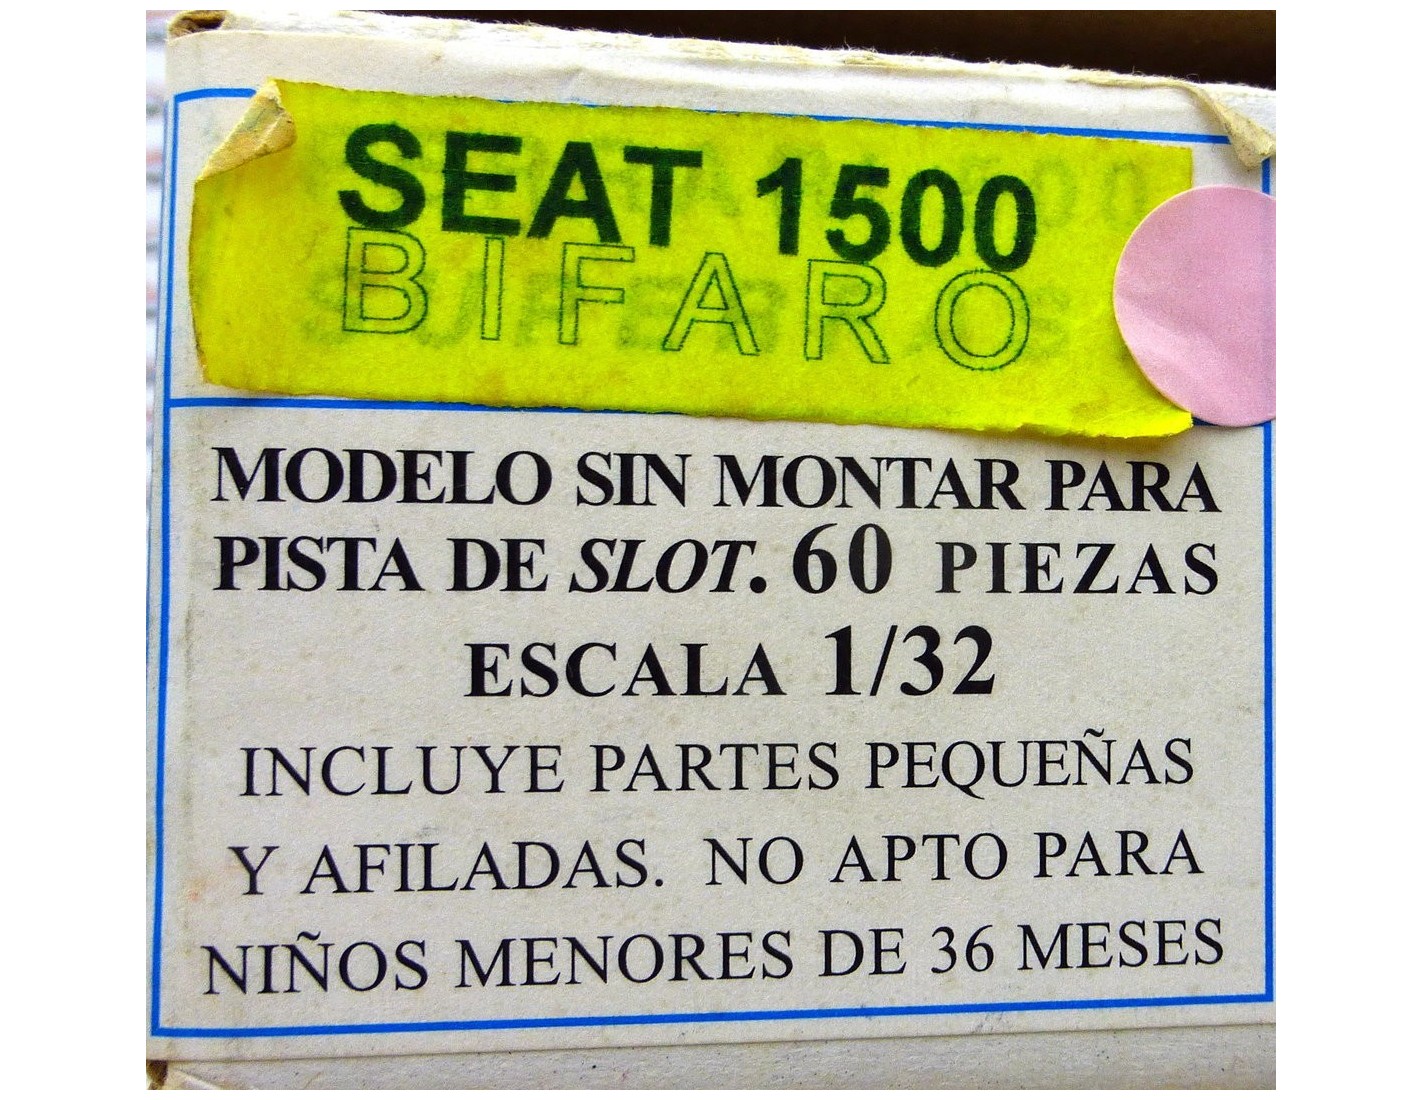 SEAT 1500
BIFARO
MODELO SIN MONTAR PARA
PISTA DE SLOT. 60 PIEZAS
ESCALA 1/32
INCLUYE PARTES PEQUEÑAS
Y AFILADAS. NO APTO PARA
NIÑOS MENORES DE 36 MESES